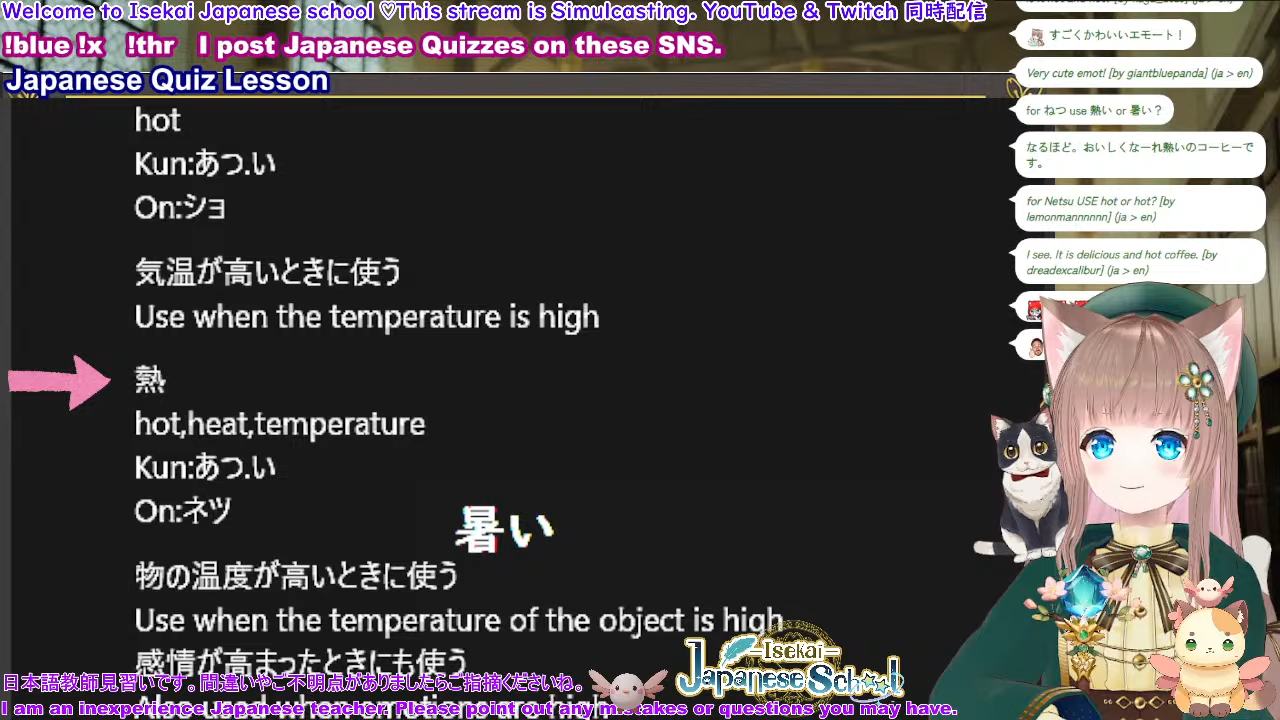 Welcome to Isekai Japanese school ♡This stream is Simulcasting. YouTube & Twitch 同時配信
!blue !x !thr I post Japanese Quizzes on these SNS.
Japanese Quiz Lesson
hot
Kun:あつ.い
On:ショ
気温が高いときに使う
Use when the temperature is high
熱
hot,heat,temperature
Kun:あつ.い
On:ネツ
暑い
物の温度が高いときに使う
Use when the temperature of the object is high
感情が高まったときにも使う
日本語教師見習いです。間違いやご不明点がありましたらご指摘くださいね。
I am an inexperience Japanese teacher. Please point out any mistakes or questions you may have.
Isekai
Japanese School
すごくかわいいエモート！
Very cute emot! [by giantbluepanda] (ja > en)
for ねつ use 熱い or 暑い？
なるほど。おいしくなーれ熱いのコーヒーで
す。
for Netsu USE hot or hot? [by
lemonmannnnnn] (ja > en)
I see. It is delicious and hot coffee. [by
dreadexcalibur] (ja > en)